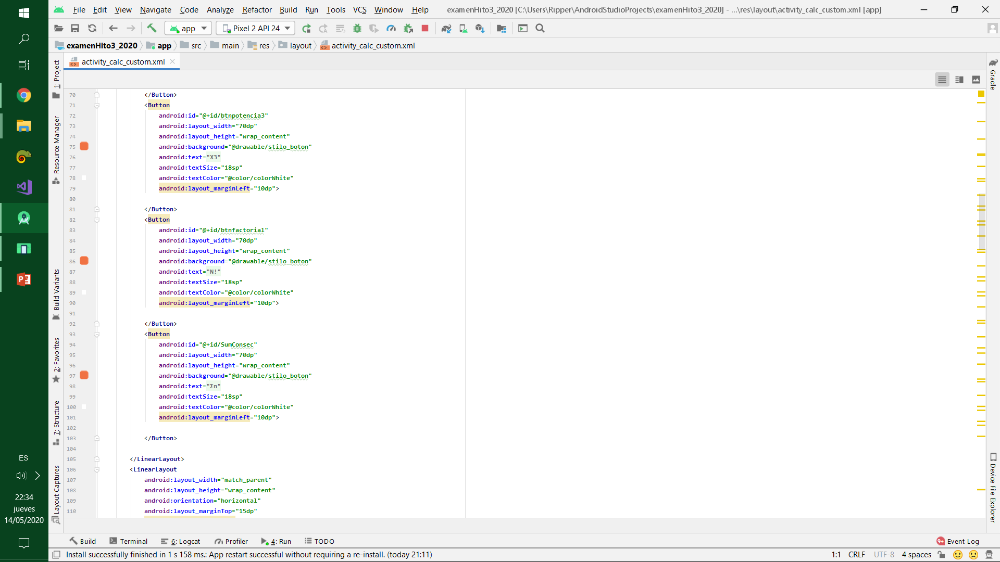 File Edit View Navigate Code Analyze Refactor Build Run Tools VCS Window Help examenHito3_2020 [C:\Users\Ripper\AndroidStudioProjects\examenHito3_2020] - ...\res\layout\activity_calc_custom.xml [app]
app Pixel 2 API 24
examenHito3_2020 app src main res layout activity_calc_custom.xml
activity_calc_custom.xml
1: Project
Resource Manager
Build Variants
2: Favorites
7: Structure
Layout Captures
Gradle
Device File Explorer
70 </Button>
71 <Button
72 android:id="@+id/btnpotencia3"
73 android:layout_width="70dp"
74 android:layout_height="wrap_content"
75 android:background="@drawable/stilo_boton"
76 android:text="X3"
77 android:textSize="18sp"
78 android:textColor="@color/colorWhite"
79 android:layout_marginLeft="10dp">
80
81 </Button>
82 <Button
83 android:id="@+id/btnfactorial"
84 android:layout_width="70dp"
85 android:layout_height="wrap_content"
86 android:background="@drawable/stilo_boton"
87 android:text="N!"
88 android:textSize="18sp"
89 android:textColor="@color/colorWhite"
90 android:layout_marginLeft="10dp">
91
92 </Button>
93 <Button
94 android:id="@+id/SumConsec"
95 android:layout_width="70dp"
96 android:layout_height="wrap_content"
97 android:background="@drawable/stilo_boton"
98 android:text="Σn"
99 android:textSize="18sp"
100 android:textColor="@color/colorWhite"
101 android:layout_marginLeft="10dp">
102
103 </Button>
104
105 </LinearLayout>
106 <LinearLayout
107 android:layout_width="match_parent"
108 android:layout_height="wrap_content"
109 android:orientation="horizontal"
110 android:layout_marginTop="15dp"
Build Terminal 6: Logcat Profiler 4: Run TODO 9+ Event Log
Install successfully finished in 1 s 158 ms.: App restart successful without requiring a re-install. (today 21:11) 1:1 CRLF UTF-8 4 spaces
ES
22:34
jueves
14/05/2020